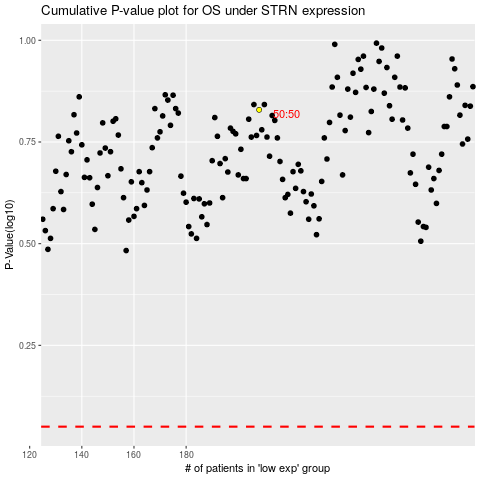 Cumulative P-value plot for OS under STRN expression
1.00
0.75
0.50
0.25
P-Value(log10)
50:50
120 140 160 180
# of patients in 'low exp' group